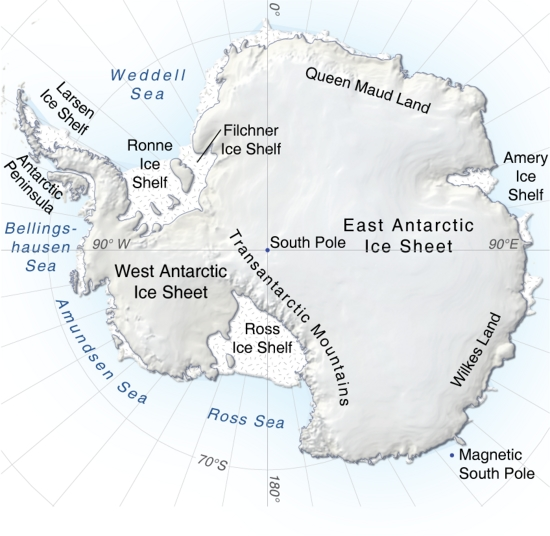 0°
Weddell
Sea
Queen Maud Land
Larsen
Ice Shelf
Filchner
Ice Shelf
Ronne
Ice
Shelf
Amery
Ice
Shelf
Antarctic
Peninsula
Bellings-
hausen
Sea
90° W
South Pole
East Antarctic
Ice Sheet
90°E
West Antarctic
Ice Sheet
Transantarctic Mountains
Amundsen Sea
Ross
Ice Shelf
Wilkes Land
Ross Sea
70°S
180°
Magnetic
South Pole